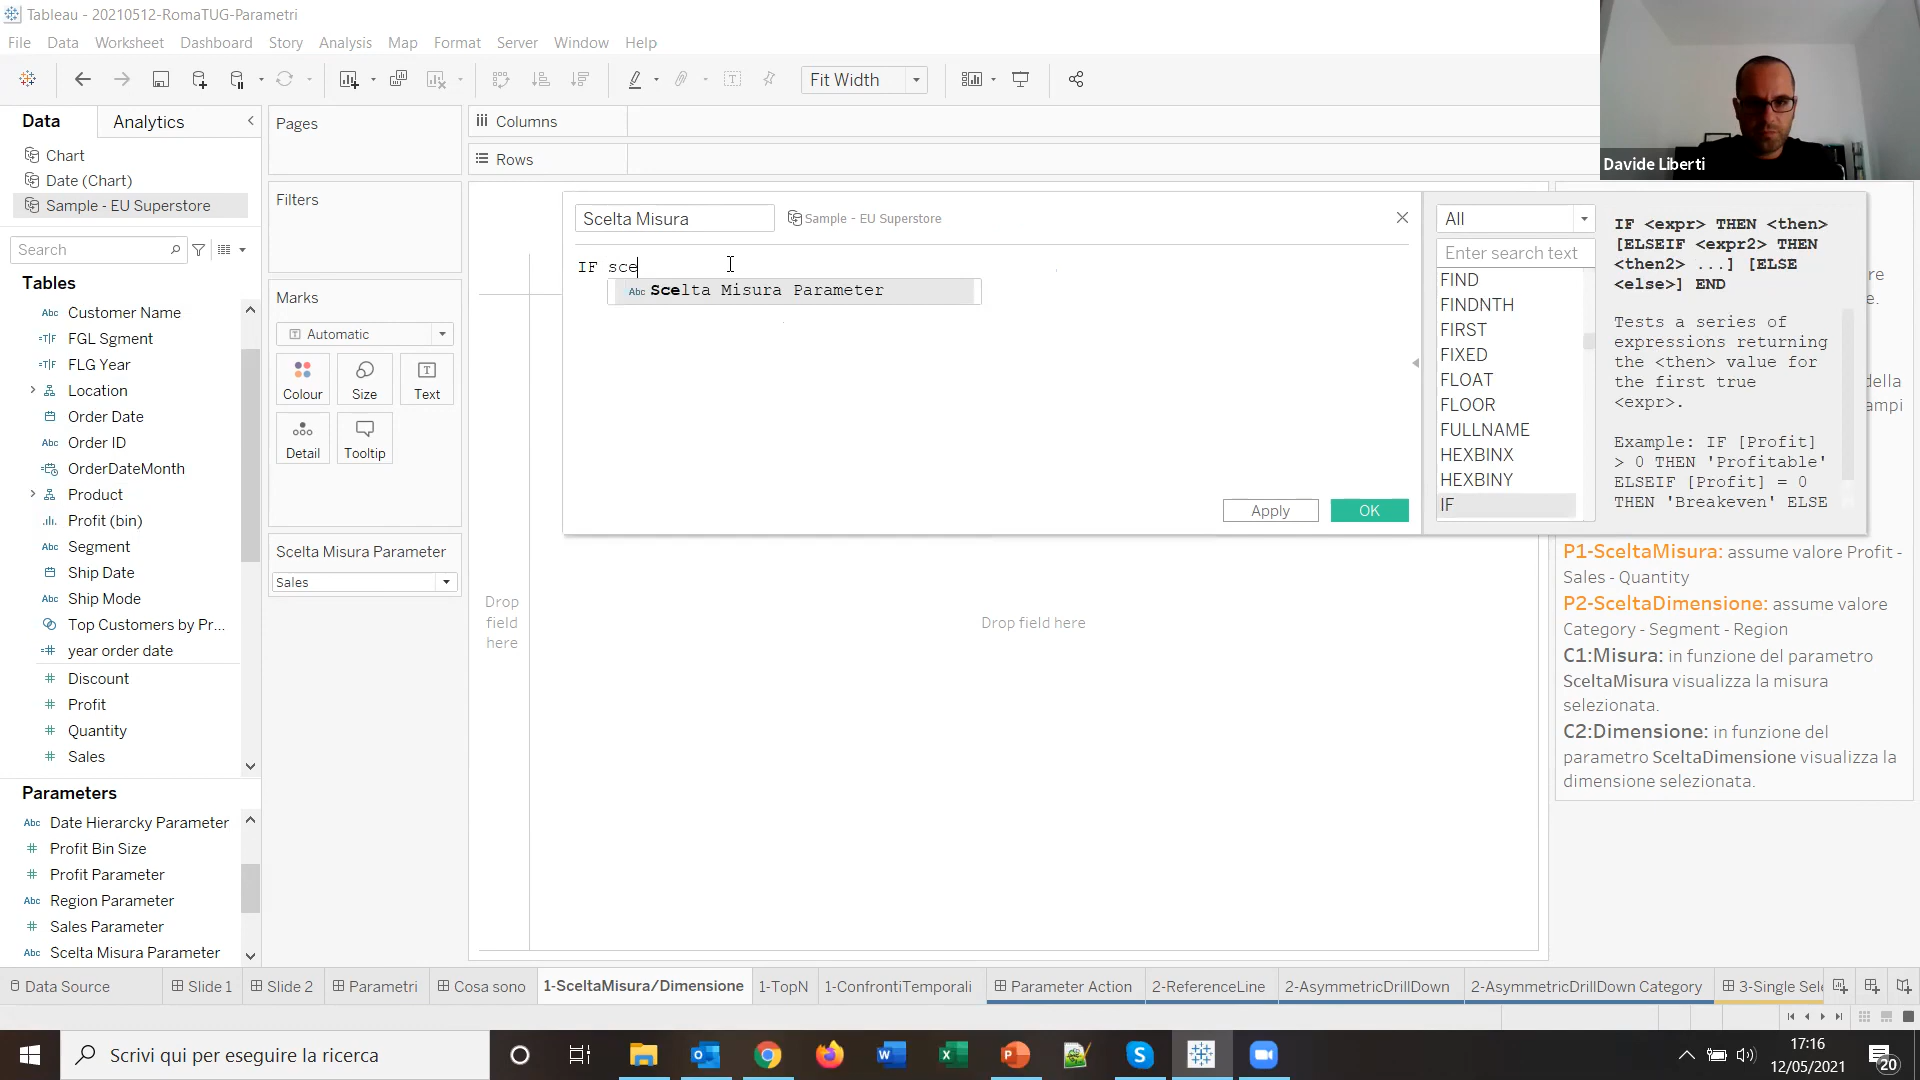 Tableau - 20210512-RomaTUG-Parametri
File Data Worksheet Dashboard Story Analysis Map Format Server Window Help
Fit Width
Data Analytics
Chart
Date (Chart)
Sample - EU Superstore
Search
Tables
Customer Name
FGL Sgment
FLG Year
Location
Order Date
Order ID
OrderDateMonth
Product
Profit (bin)
Segment
Ship Date
Ship Mode
Top Customers by Pr...
year order date
Discount
Profit
Quantity
Sales
Parameters
Date Hierarcky Parameter
Profit Bin Size
Profit Parameter
Region Parameter
Sales Parameter
Scelta Misura Parameter
Pages
Filters
Marks
Automatic
Colour Size Text
Detail Tooltip
Scelta Misura Parameter
Sales
Columns
Rows
Scelta Misura
Sample - EU Superstore
IF sce
Abc Scelta Misura Parameter
Apply OK
Drop
field
here
Drop field here
All
Enter search text
FIND
FINDNTH
FIRST
FIXED
FLOAT
FLOOR
FULLNAME
HEXBINX
HEXBINY
IF
IF <expr> THEN <then>
[ELSEIF <expr2> THEN
<then2> ...] [ELSE
<else>] END
Tests a series of
expressions returning
the <then> value for
the first true
<expr>.
Example: IF [Profit]
> 0 THEN 'Profitable'
ELSEIF [Profit] = 0
THEN 'Breakeven' ELSE
Davide Liberti
della
P1-SceltaMisura: assume valore Profit -
Sales - Quantity
P2-SceltaDimensione: assume valore
Category - Segment - Region
C1:Misura: in funzione del parametro
SceltaMisura visualizza la misura
selezionata.
C2:Dimensione: in funzione del
parametro SceltaDimensione visualizza la
dimensione selezionata.
Data Source Slide 1 Slide 2 Parametri Cosa sono 1-SceltaMisura/Dimensione 1-TopN 1-ConfrontiTemporali Parameter Action 2-ReferenceLine 2-AsymmetricDrillDown 2-AsymmetricDrillDown Category 3-Single Sel
Scrivi qui per eseguire la ricerca
17:16
12/05/2021
20